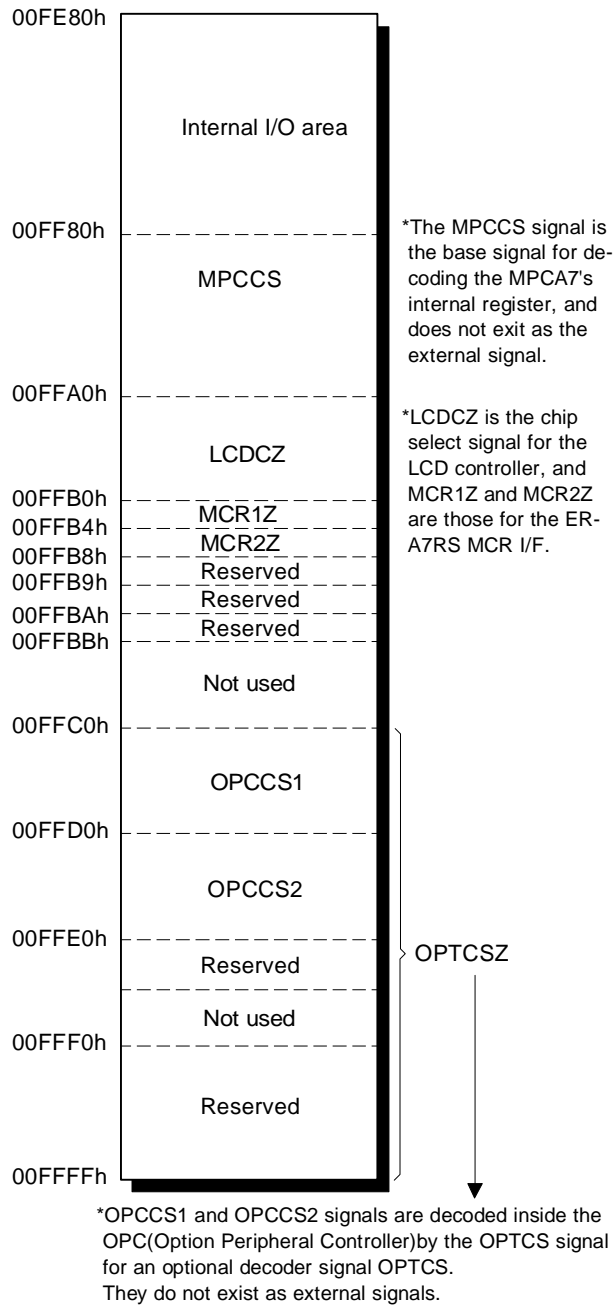 00FE80h
Internal I/O area
00FF80h
MPCCS
*The MPCCS signal is
the base signal for de-
coding the MPCA7's
internal register, and
does not exit as the
external signal.
00FFA0h
LCDCZ
*LCDCZ is the chip
select signal for the
LCD controller, and
MCR1Z and MCR2Z
are those for the ER-
A7RS MCR I/F.
00FFB0h
MCR1Z
00FFB4h
MCR2Z
00FFB8h
Reserved
00FFB9h
Reserved
00FFBAh
Reserved
00FFBBh
Not used
00FFC0h
OPCCS1
00FFD0h
OPCCS2
00FFE0h
OPTCSZ
Reserved
Not used
00FFF0h
Reserved
00FFFFh
*OPCCS1 and OPCCS2 signals are decoded inside the
OPC(Option Peripheral Controller)by the OPTCS signal
for an optional decoder signal OPTCS.
They do not exist as external signals.